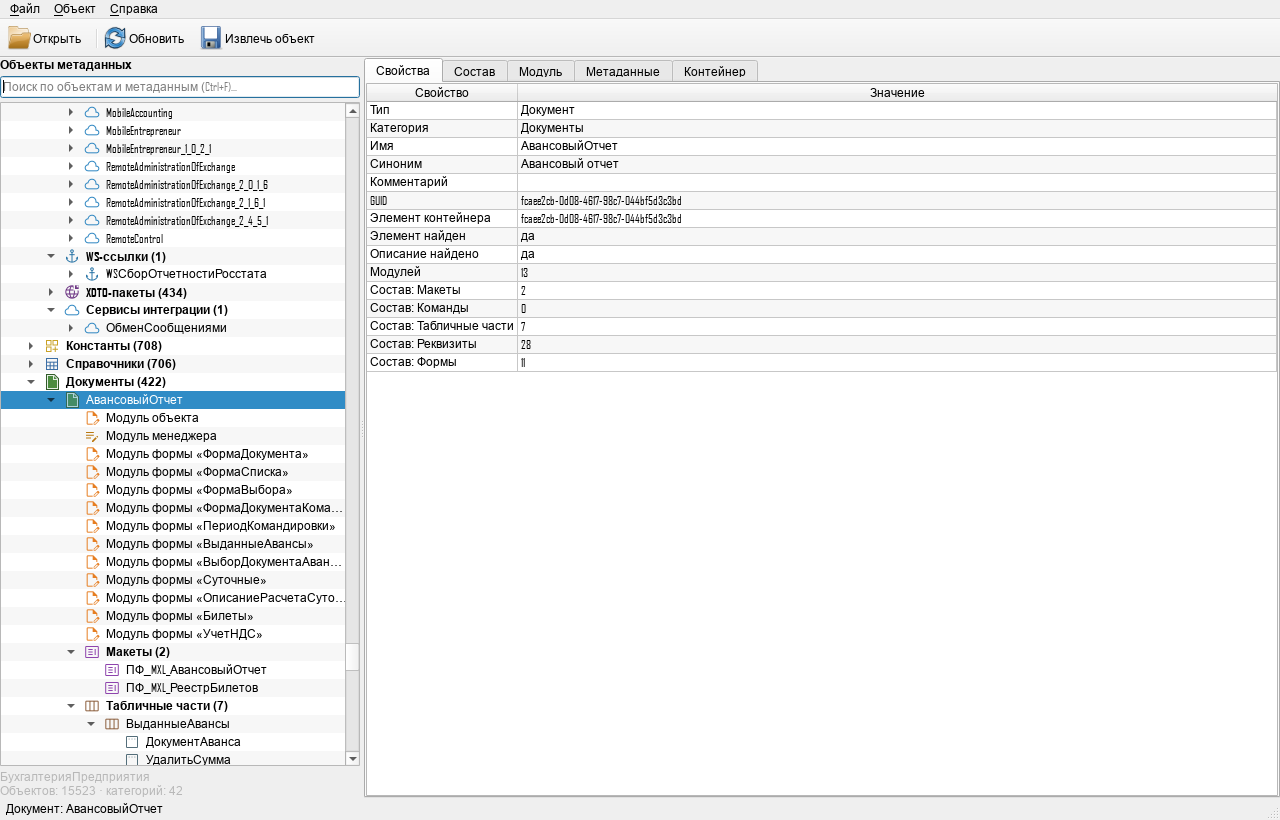 Файл Объект Справка
Открыть Обновить Извлечь объект
Объекты метаданных
Поиск по объектам и метаданным (Ctrl+F)...
MobileAccounting
MobileEntrepreneur
MobileEntrepreneur_1_0_2_1
RemoteAdministrationOfExchange
RemoteAdministrationOfExchange_2_0_1_6
RemoteAdministrationOfExchange_2_1_6_1
RemoteAdministrationOfExchange_2_4_5_1
RemoteControl
WS-ссылки (1)
WSСборОтчетностиРосстата
XDTO-пакеты (434)
Сервисы интеграции (1)
ОбменСообщениями
Константы (708)
Справочники (706)
Документы (422)
АвансовыйОтчет
Модуль объекта
Модуль менеджера
Модуль формы «ФормаДокумента»
Модуль формы «ФормаСписка»
Модуль формы «ФормаВыбора»
Модуль формы «ФормаДокументаКома...
Модуль формы «ПериодКомандировки»
Модуль формы «ВыданныеАвансы»
Модуль формы «ВыборДокументаАван...
Модуль формы «Суточные»
Модуль формы «ОписаниеРасчетаСуто...
Модуль формы «Билеты»
Модуль формы «УчетНДС»
Макеты (2)
ПФ_MXL_АвансовыйОтчет
ПФ_MXL_РеестрБилетов
Табличные части (7)
ВыданныеАвансы
ДокументАванса
УдалитьСумма
БухгалтерияПредприятия
Объектов: 15523 · категорий: 42
Свойства Состав Модуль Метаданные Контейнер
Свойство Значение
Тип Документ
Категория Документы
Имя АвансовыйОтчет
Синоним Авансовый отчет
Комментарий
GUID fcaee2cb-0d08-46f7-98c7-044bf5d3c3bd
Элемент контейнера fcaee2cb-0d08-46f7-98c7-044bf5d3c3bd
Элемент найден да
Описание найдено да
Модулей 13
Состав: Макеты 2
Состав: Команды 0
Состав: Табличные части 7
Состав: Реквизиты 28
Состав: Формы 11
Документ: АвансовыйОтчет